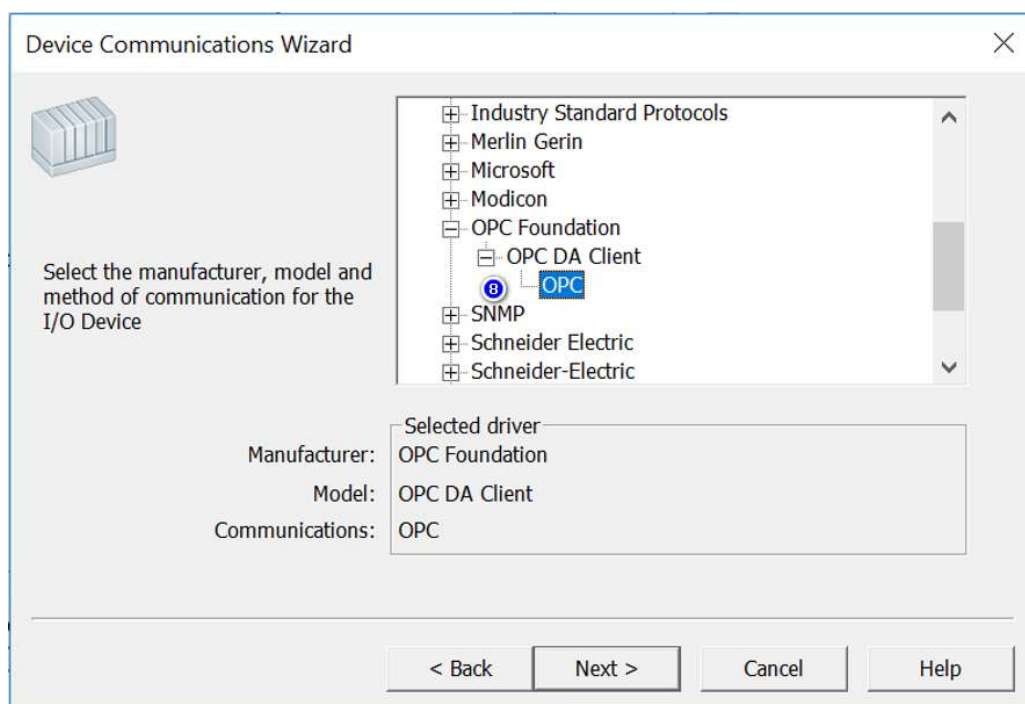 Device Communications Wizard
Industry Standard Protocols
Merlin Gerin
Microsoft
Modicon
OPC Foundation
OPC DA Client
8 OPC
SNMP
Schneider Electric
Schneider-Electric
Select the manufacturer, model and
method of communication for the
I/O Device
Selected driver
Manufacturer: OPC Foundation
Model: OPC DA Client
Communications: OPC
< Back Next > Cancel Help